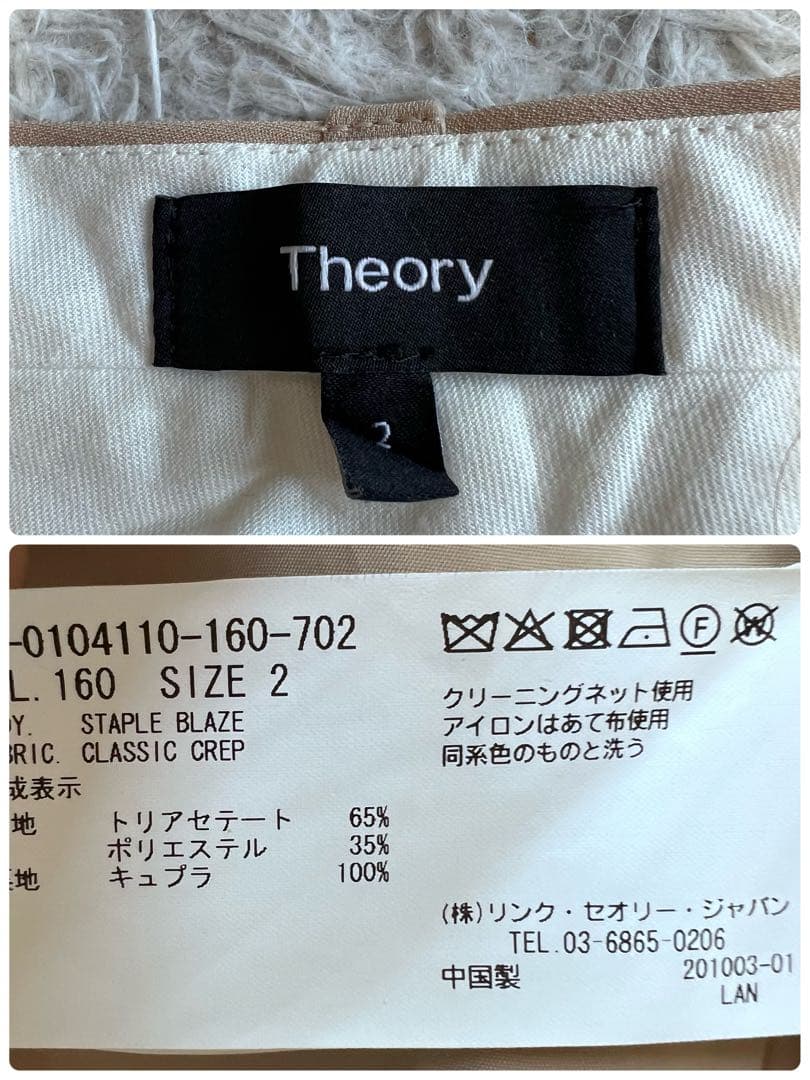 Theory
2
-0104110-160-702
L.160 SIZE 2
Y. STAPLE BLAZE
RIC. CLASSIC CREP
成表示
地 トリアセテート 65%
ポリエステル 35%
地 キュプラ 100%
F W
クリーニングネット使用
アイロンはあて布使用
同系色のものと洗う
(株)リンク・セオリー・ジャパン
TEL.03-6865-0206
中国製 201003-01
LAN